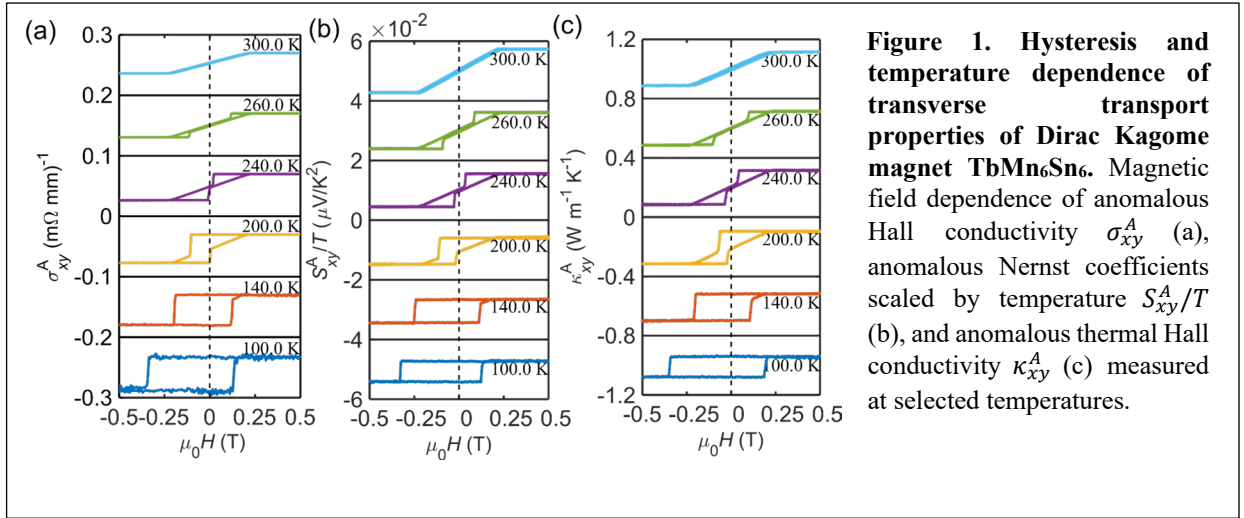 (a)
0.3
0.2
0.1
0
-0.1
-0.2
-0.3
σ^A_xy (mΩ mm)^-1
300.0 K
260.0 K
240.0 K
200.0 K
140.0 K
100.0 K
-0.5 -0.25 0 0.25 0.5
μ₀H (T)
(b)
6 ×10^-2
4
2
0
-2
-4
-6
S^A_xy/T (μV/K²)
300.0 K
260.0 K
240.0 K
200.0 K
140.0 K
100.0 K
-0.5 -0.25 0 0.25 0.5
μ₀H (T)
(c)
1.2
0.8
0.4
0
-0.4
-0.8
-1.2
κ^A_xy (W m^-1 K^-1)
300.0 K
260.0 K
240.0 K
200.0 K
140.0 K
100.0 K
-0.5 -0.25 0 0.25 0.5
μ₀H (T)
Figure 1. Hysteresis and
temperature dependence of
transverse transport
properties of Dirac Kagome
magnet TbMn₆Sn₆. Magnetic
field dependence of anomalous
Hall conductivity σ^A_xy (a),
anomalous Nernst coefficients
scaled by temperature S^A_xy/T
(b), and anomalous thermal Hall
conductivity κ^A_xy (c) measured
at selected temperatures.